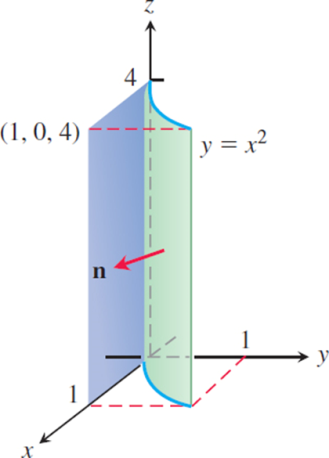 z
4
(1, 0, 4)
y = x²
n
1
y
1
x